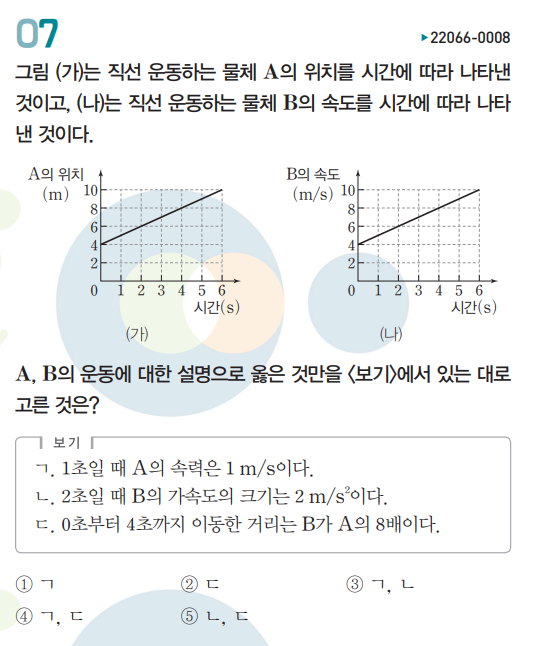 07
▶22066-0008
그림 (가)는 직선 운동하는 물체 A의 위치를 시간에 따라 나타낸
것이고, (나)는 직선 운동하는 물체 B의 속도를 시간에 따라 나타
낸 것이다.
A의 위치
(m)
10
8
6
4
2
0 1 2 3 4 5 6
시간(s)
(가)
B의 속도
(m/s)
10
8
6
4
2
0 1 2 3 4 5 6
시간(s)
(나)
A, B의 운동에 대한 설명으로 옳은 것만을 〈보기〉에서 있는 대로
고른 것은?
보기
ㄱ. 1초일 때 A의 속력은 1 m/s이다.
ㄴ. 2초일 때 B의 가속도의 크기는 2 m/s²이다.
ㄷ. 0초부터 4초까지 이동한 거리는 B가 A의 8배이다.
① ㄱ ② ㄷ ③ ㄱ, ㄴ
④ ㄱ, ㄷ ⑤ ㄴ, ㄷ